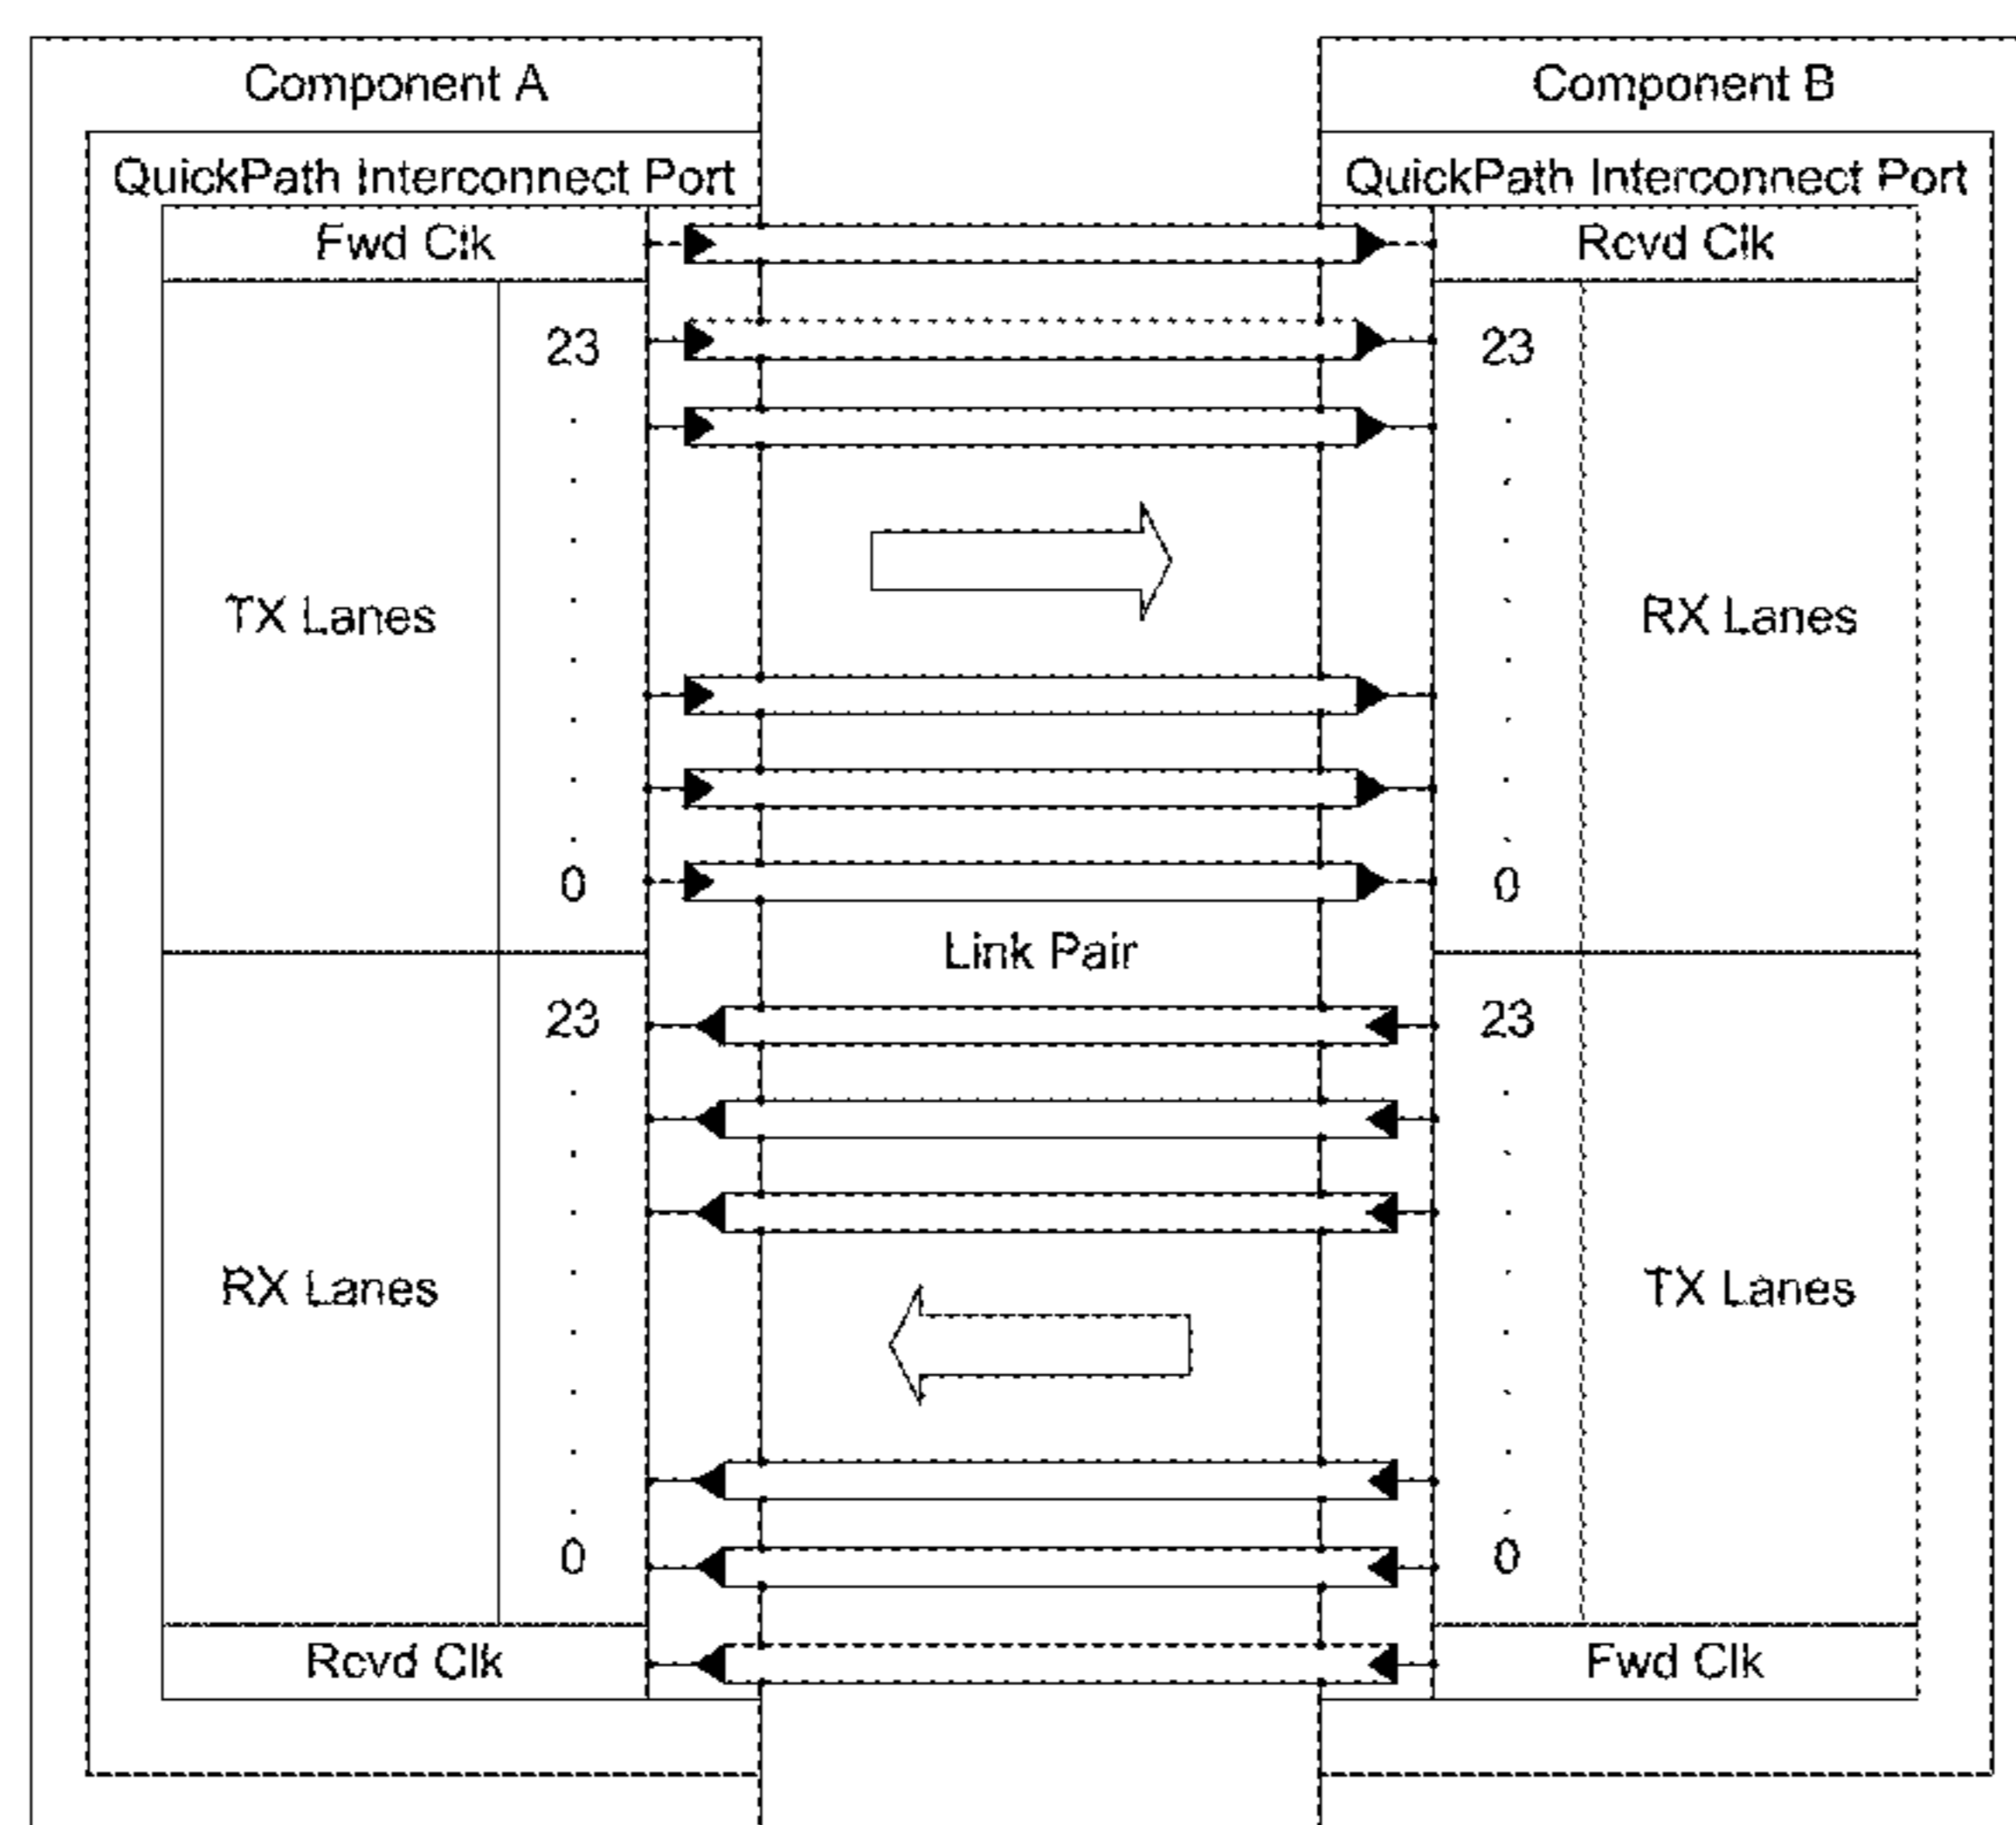 Component A
Component B
QuickPath Interconnect Port
QuickPath Interconnect Port
Fwd Clk
Rcvd Clk
23
23
TX Lanes
RX Lanes
0
0
Link Pair
23
23
RX Lanes
TX Lanes
0
0
Rcvd Clk
Fwd Clk